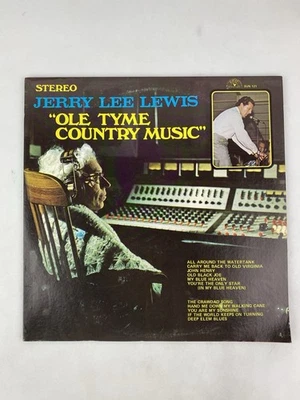 STEREO
JERRY LEE LEWIS
"OLE TYME
COUNTRY MUSIC"
SUN 121
ALL AROUND THE WATERTANK
CARRY ME BACK TO OLD VIRGINIA
JOHN HENRY
OLD BLACK JOE
MY BLUE HEAVEN
YOU'RE THE ONLY STAR
(IN MY BLUE HEAVEN)
THE CRAWDAD SONG
HAND ME DOWN MY WALKING CANE
YOU ARE MY SUNSHINE
IF THE WORLD KEEPS ON TURNING
DEEP ELEM BLUES